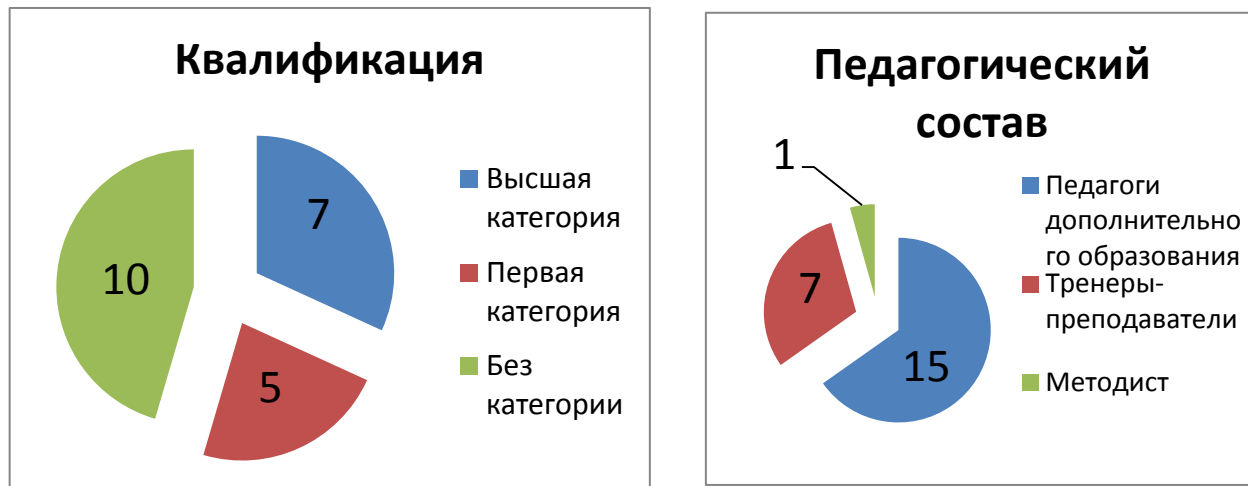 Квалификация
7
5
10
Высшая
категория
Первая
категория
Без
категории
Педагогический
состав
1
7
15
Педагоги
дополнительно
го образования
Тренеры-
преподаватели
Методист